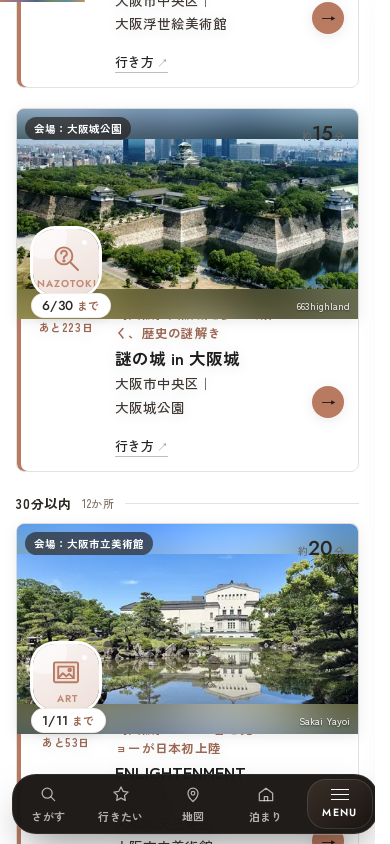 大阪市中央区｜
大阪浮世絵美術館
→
行き方 ↗
会場：大阪城公園
約15分
NAZOTOKI
6/30 まで
663highland
あと223日
く、歴史の謎解き
謎の城 in 大阪城
大阪市中央区｜
大阪城公園
→
行き方 ↗
30分以内 12か所
会場：大阪市立美術館
約20分
ART
1/11 まで
Sakai Yayoi
あと53日
ョーが日本初上陸
ENLIGHTENMENT
さがす
行きたい
地図
泊まり
MENU